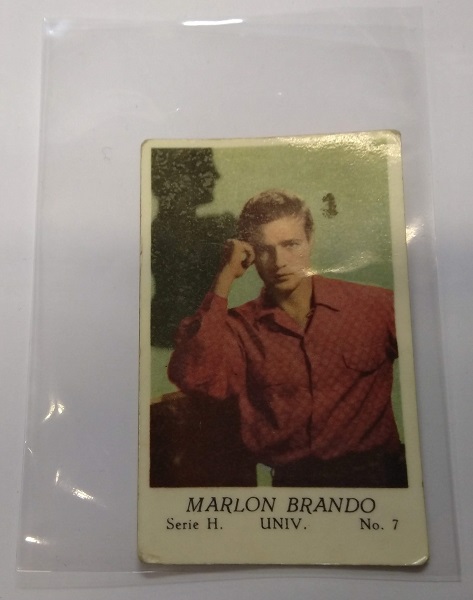 MARLON BRANDO
Serie H. UNIV. No. 7